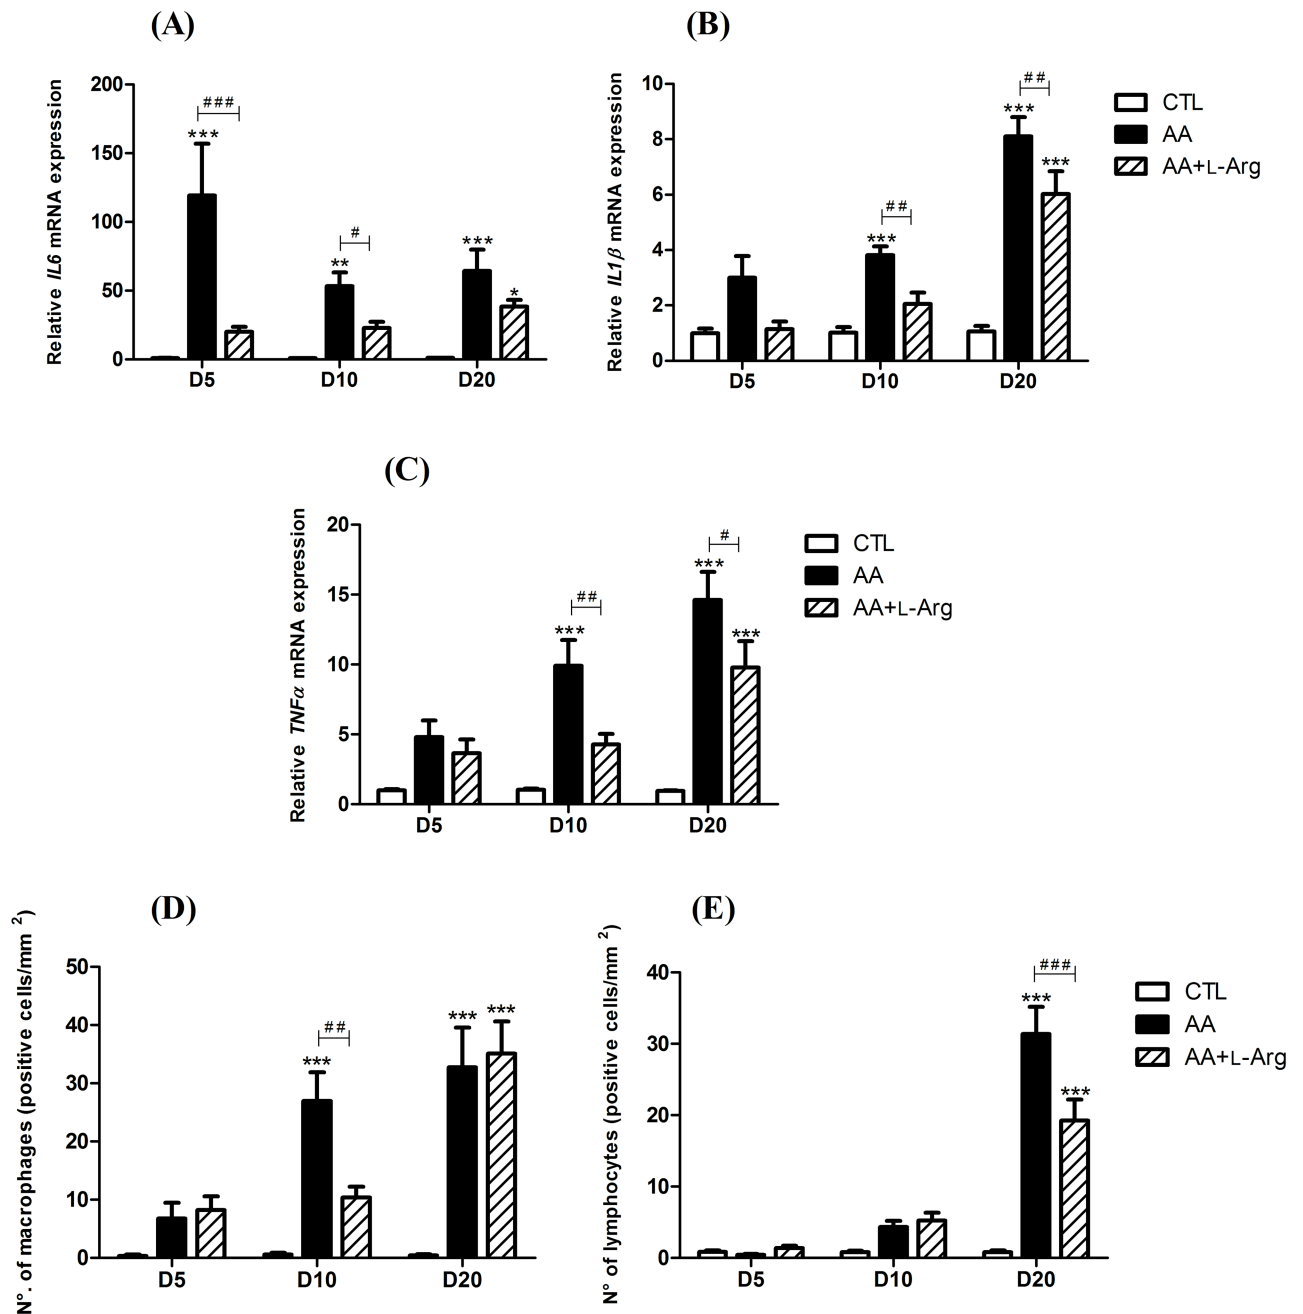 (A)
Relative IL6 mRNA expression
200
150
100
50
0
###
***
#
**
***
*
D5
D10
D20
(B)
Relative IL1β mRNA expression
10
8
6
4
2
0
##
***
##
***
***
D5
D10
D20
CTL
AA
AA+L-Arg
(C)
Relative TNFα mRNA expression
20
15
10
5
0
##
***
#
***
***
D5
D10
D20
CTL
AA
AA+L-Arg
(D)
N°. of macrophages (positive cells/mm ²)
50
40
30
20
10
0
##
***
***
***
D5
D10
D20
(E)
N° of lymphocytes (positive cells/mm ²)
40
30
20
10
0
###
***
***
D5
D10
D20
CTL
AA
AA+L-Arg